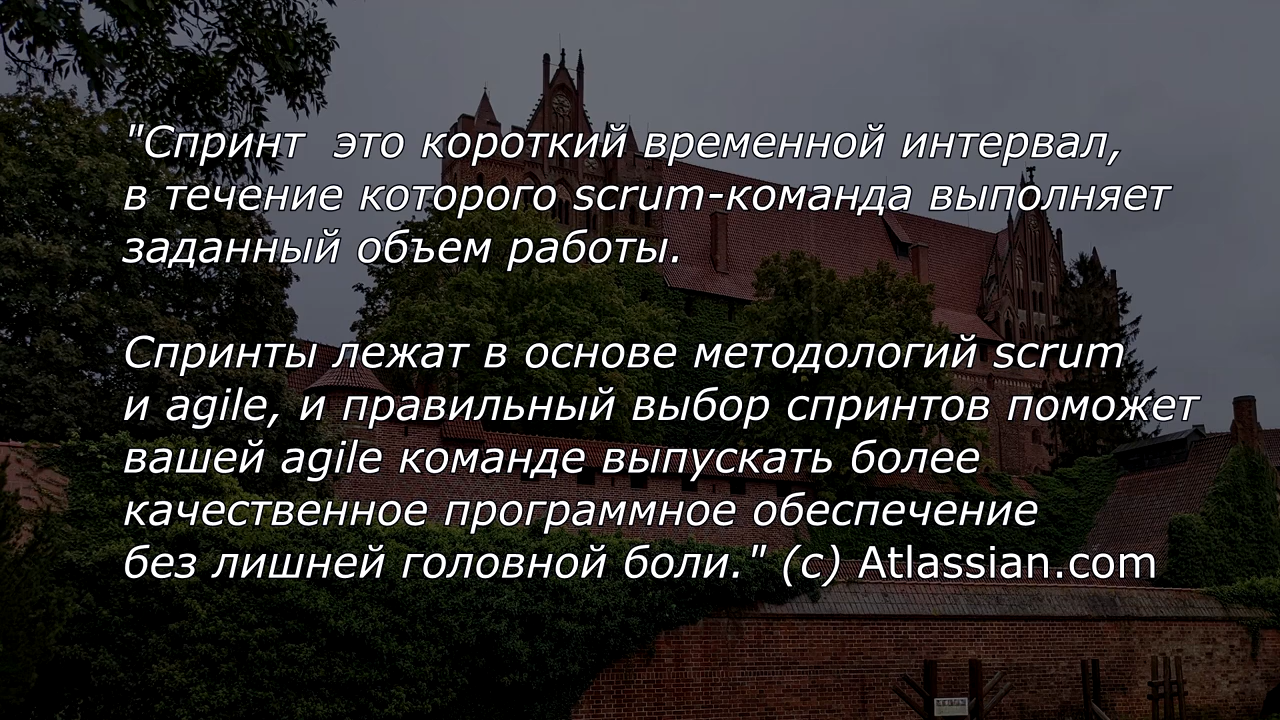 "Спринт  это короткий временной интервал,
в течение которого scrum-команда выполняет
заданный объем работы.
Спринты лежат в основе методологий scrum
и agile, и правильный выбор спринтов поможет
вашей agile команде выпускать более
качественное программное обеспечение
без лишней головной боли." (c) Atlassian.com